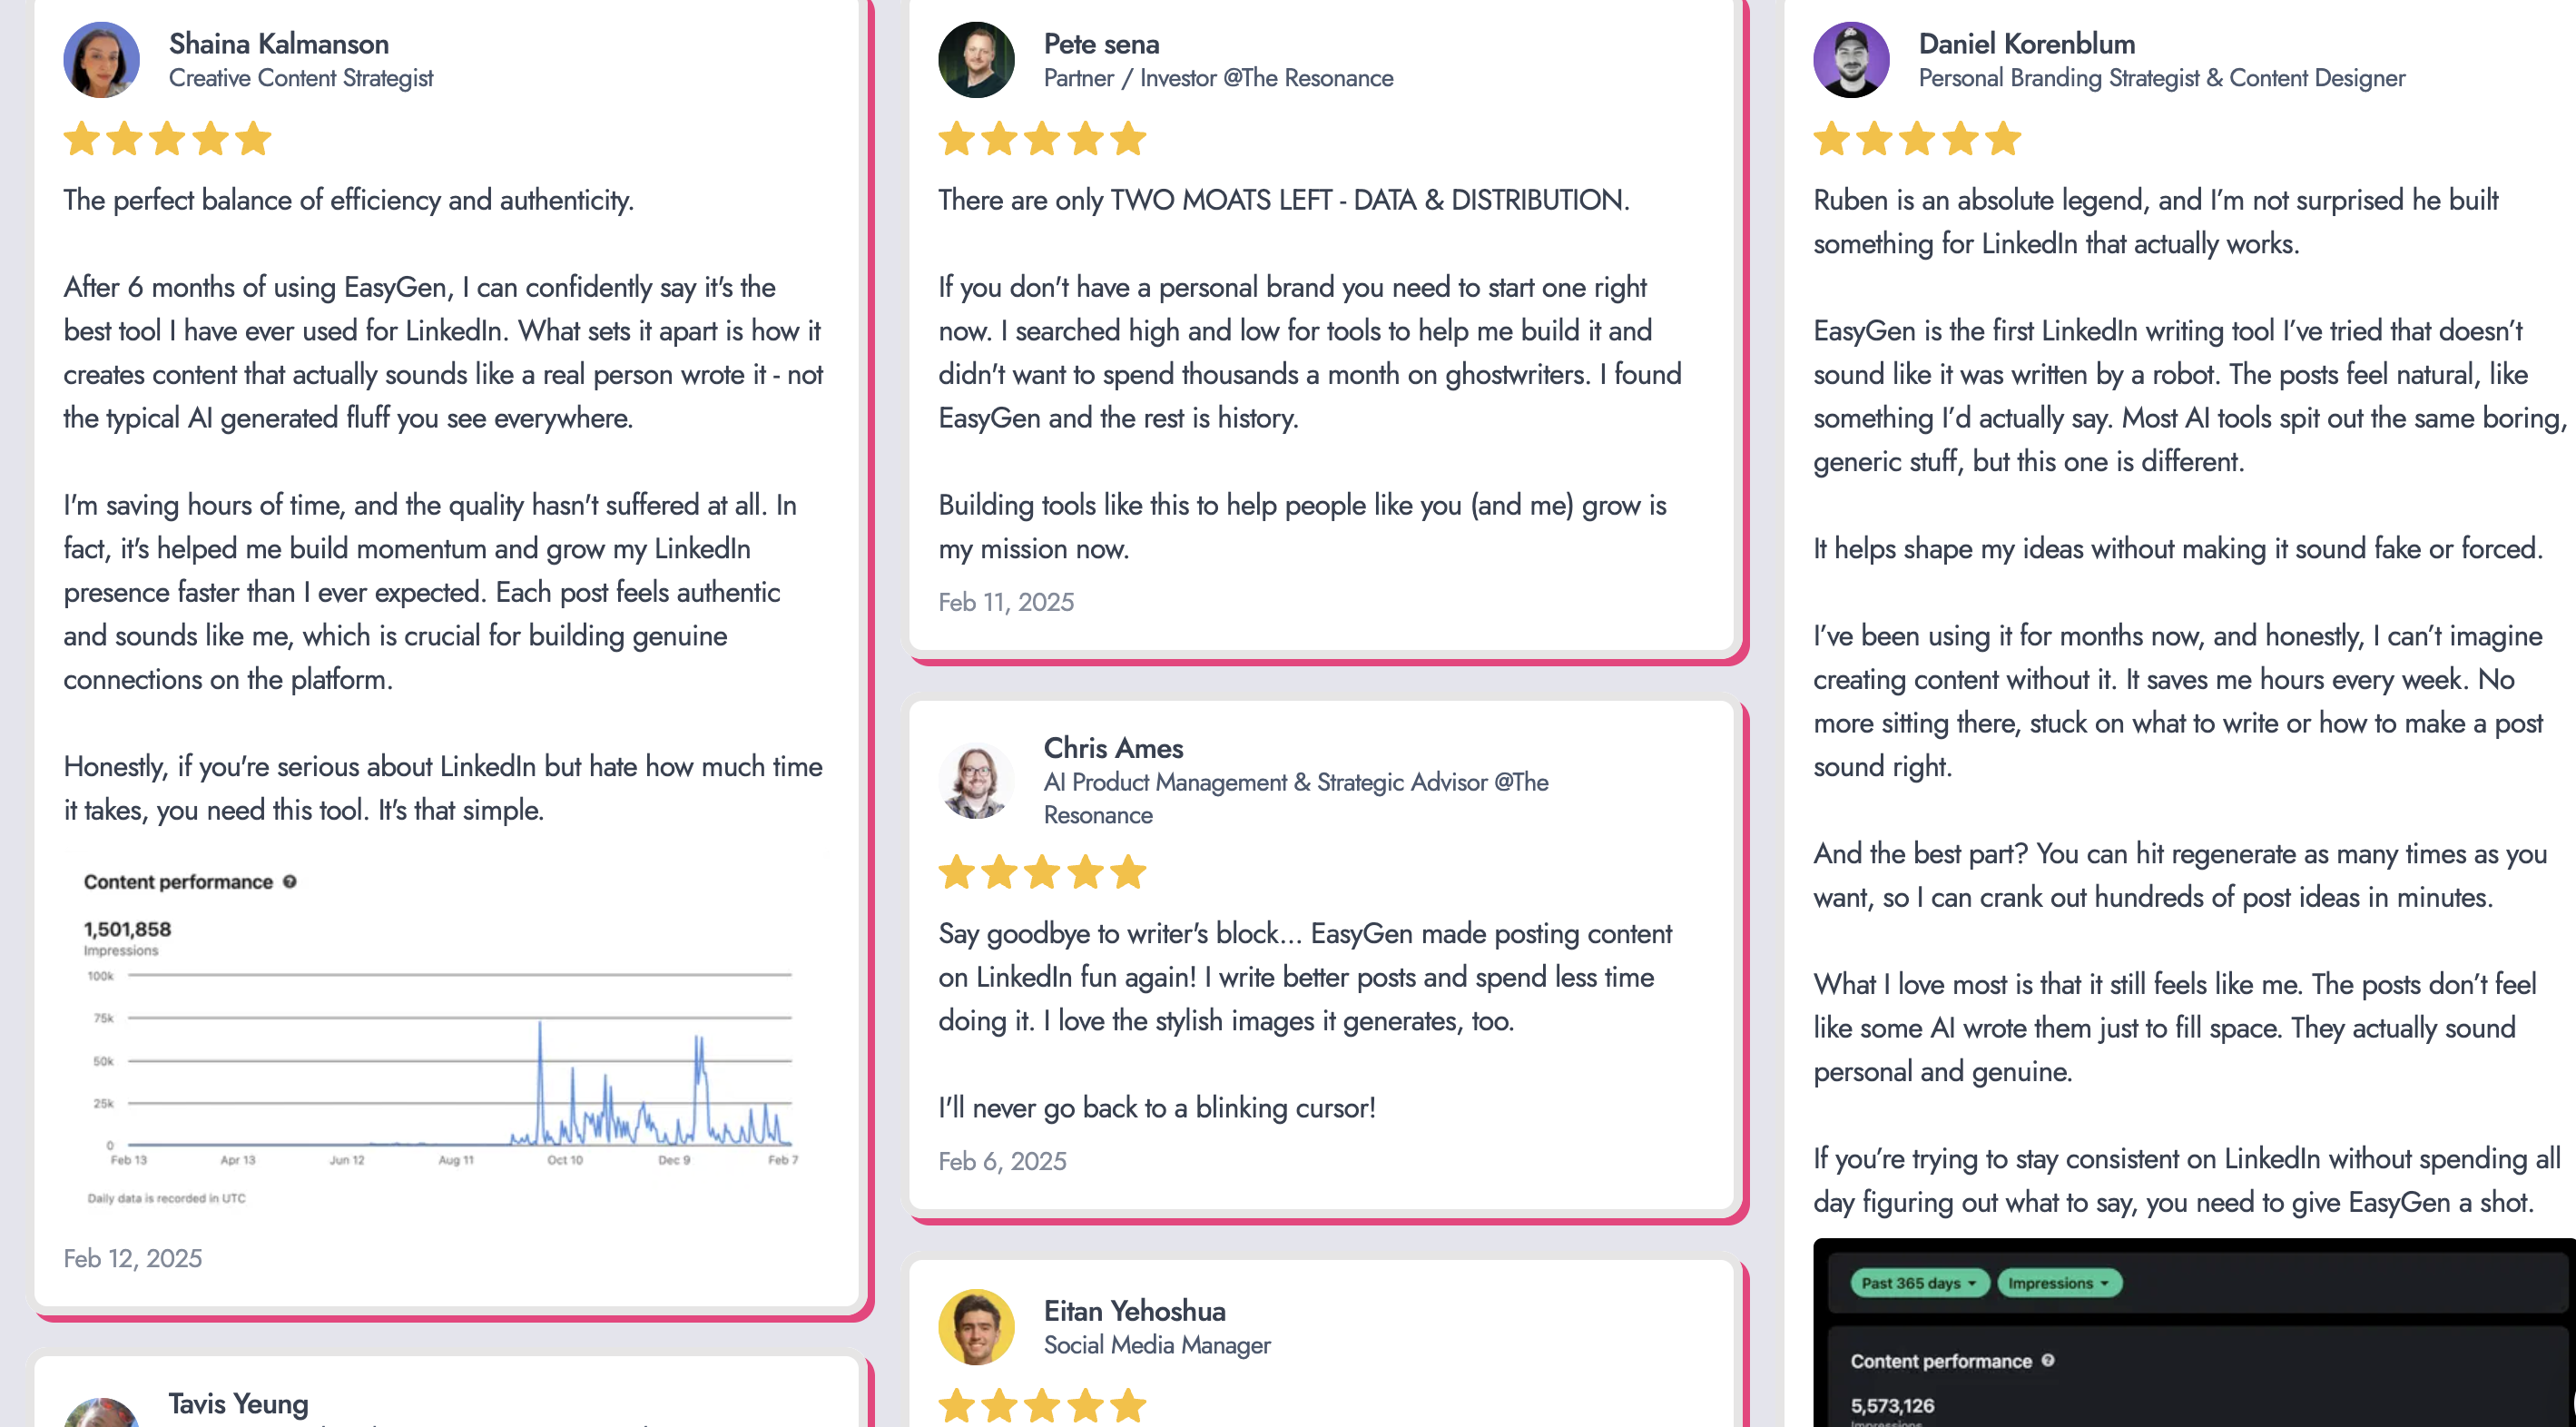 Shaina Kalmanson
Creative Content Strategist
The perfect balance of efficiency and authenticity.
After 6 months of using EasyGen, I can confidently say it's the
best tool I have ever used for LinkedIn. What sets it apart is how it
creates content that actually sounds like a real person wrote it - not
the typical AI generated fluff you see everywhere.
I'm saving hours of time, and the quality hasn't suffered at all. In
fact, it's helped me build momentum and grow my LinkedIn
presence faster than I ever expected. Each post feels authentic
and sounds like me, which is crucial for building genuine
connections on the platform.
Honestly, if you're serious about LinkedIn but hate how much time
it takes, you need this tool. It's that simple.
Content performance
1,501,858
Impressions
100k
75k
50k
25k
0
Feb 13 Apr 13 Jun 12 Aug 11 Oct 10 Dec 9 Feb 7
Daily data is recorded in UTC
Feb 12, 2025
Tavis Yeung
Pete sena
Partner / Investor @The Resonance
There are only TWO MOATS LEFT - DATA & DISTRIBUTION.
If you don't have a personal brand you need to start one right
now. I searched high and low for tools to help me build it and
didn't want to spend thousands a month on ghostwriters. I found
EasyGen and the rest is history.
Building tools like this to help people like you (and me) grow is
my mission now.
Feb 11, 2025
Chris Ames
AI Product Management & Strategic Advisor @The
Resonance
Say goodbye to writer's block... EasyGen made posting content
on LinkedIn fun again! I write better posts and spend less time
doing it. I love the stylish images it generates, too.
I'll never go back to a blinking cursor!
Feb 6, 2025
Eitan Yehoshua
Social Media Manager
Daniel Korenblum
Personal Branding Strategist & Content Designer
Ruben is an absolute legend, and I’m not surprised he built
something for LinkedIn that actually works.
EasyGen is the first LinkedIn writing tool I’ve tried that doesn’t
sound like it was written by a robot. The posts feel natural, like
something I’d actually say. Most AI tools spit out the same boring,
generic stuff, but this one is different.
It helps shape my ideas without making it sound fake or forced.
I’ve been using it for months now, and honestly, I can’t imagine
creating content without it. It saves me hours every week. No
more sitting there, stuck on what to write or how to make a post
sound right.
And the best part? You can hit regenerate as many times as you
want, so I can crank out hundreds of post ideas in minutes.
What I love most is that it still feels like me. The posts don’t feel
like some AI wrote them just to fill space. They actually sound
personal and genuine.
If you’re trying to stay consistent on LinkedIn without spending all
day figuring out what to say, you need to give EasyGen a shot.
Past 365 days Impressions
Content performance
5,573,126
Impressions